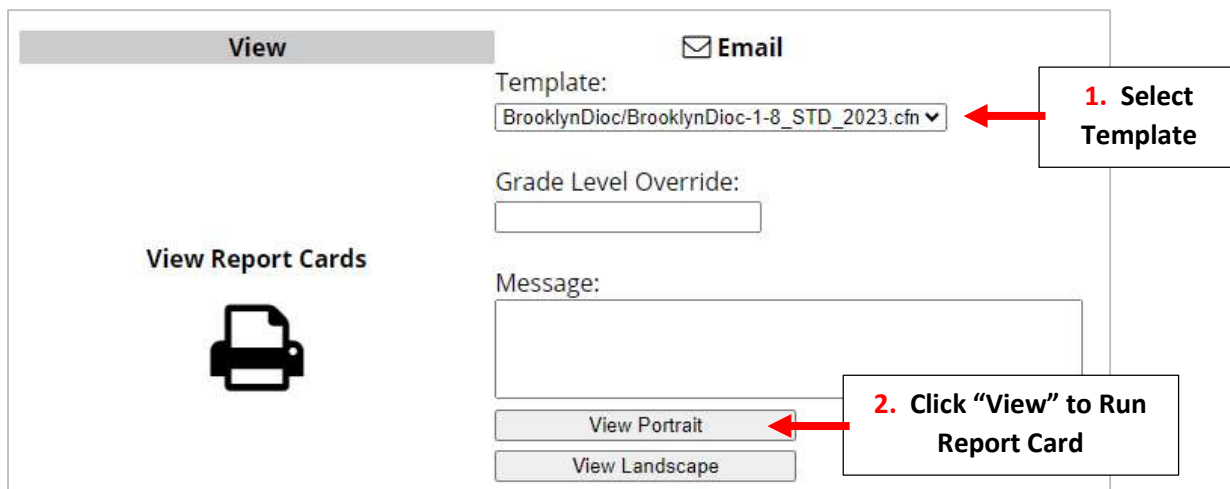 View
Email
Template:
BrooklynDioc/BrooklynDioc-1-8_STD_2023.cfn
1. Select
Template
Grade Level Override:
View Report Cards
Message:
2. Click “View” to Run
Report Card
View Portrait
View Landscape